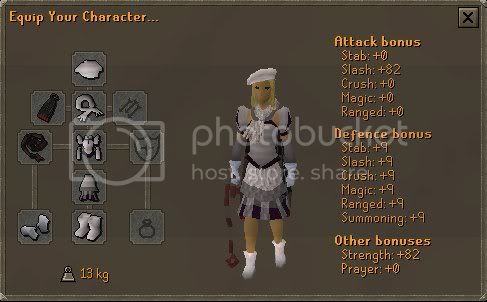 Equip Your Character...
Attack bonus
Stab: +0
Slash: +82
Crush: +0
Magic: +0
Ranged: +0
Defence bonus
Stab: +9
Slash: +9
Crush: +9
Magic: +9
Ranged: +9
Summoning: +9
Other bonuses
Strength: +82
Prayer: +0
13 kg
photobucket